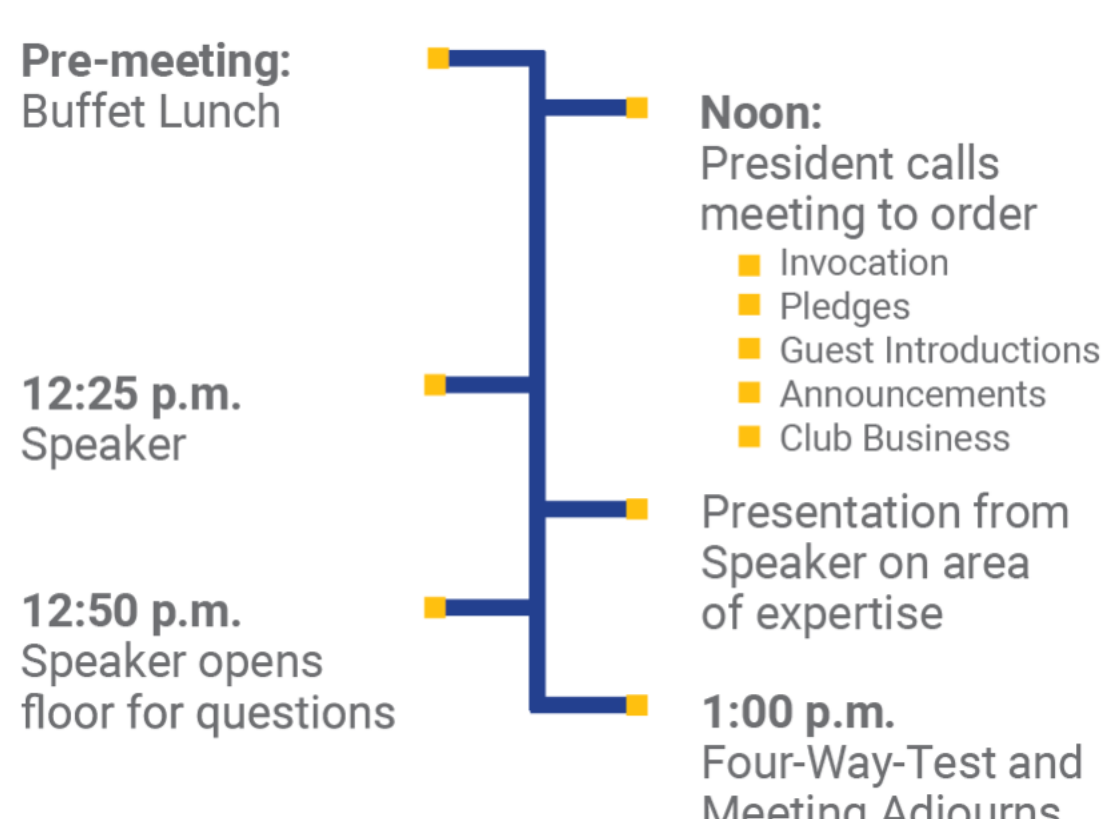 Pre-meeting:
Buffet Lunch
Noon:
President calls
meeting to order
Invocation
Pledges
Guest Introductions
Announcements
Club Business
12:25 p.m.
Speaker
Presentation from
Speaker on area
of expertise
12:50 p.m.
Speaker opens
floor for questions
1:00 p.m.
Four-Way-Test and
Meeting Adjourns